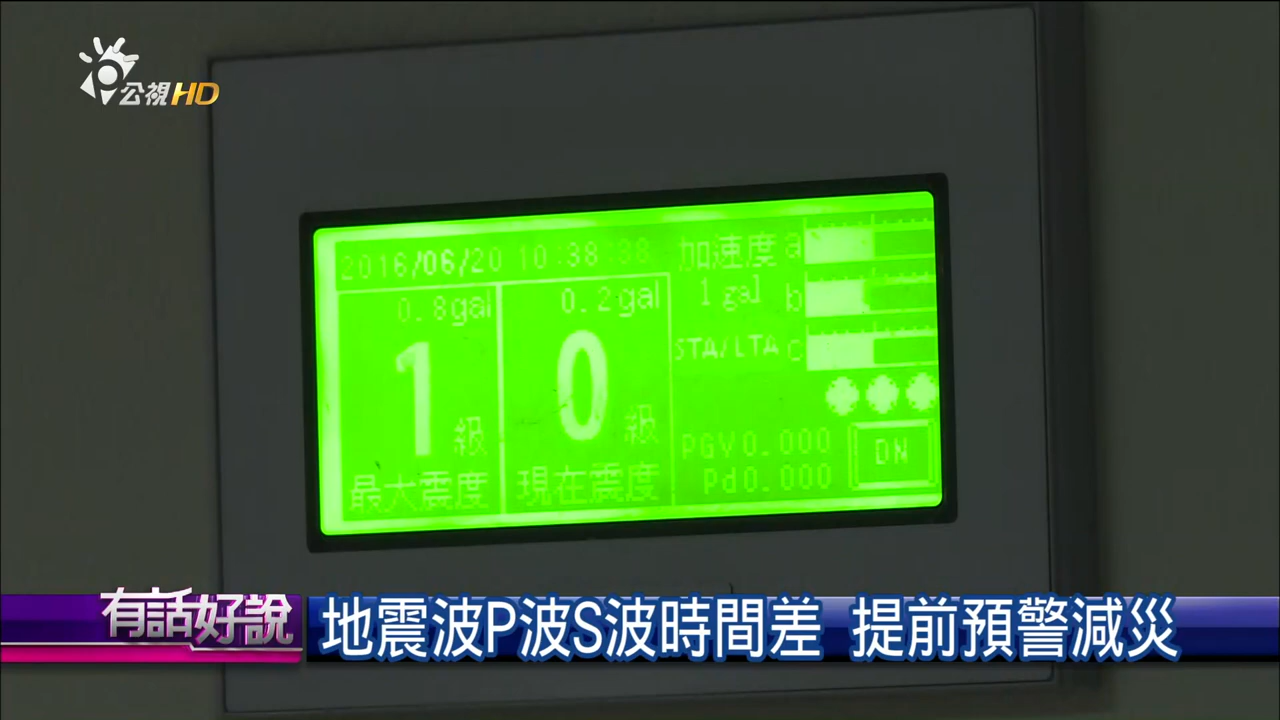 公視HD
2016/06/20 10:38:38
加速度 a
1 gal b
STA/LTA c
0.8gal
1級
最大震度
0.2gal
0級
現在震度
PGV0.000
Pd0.000
DN
有話好說
地震波P波S波時間差 提前預警減災